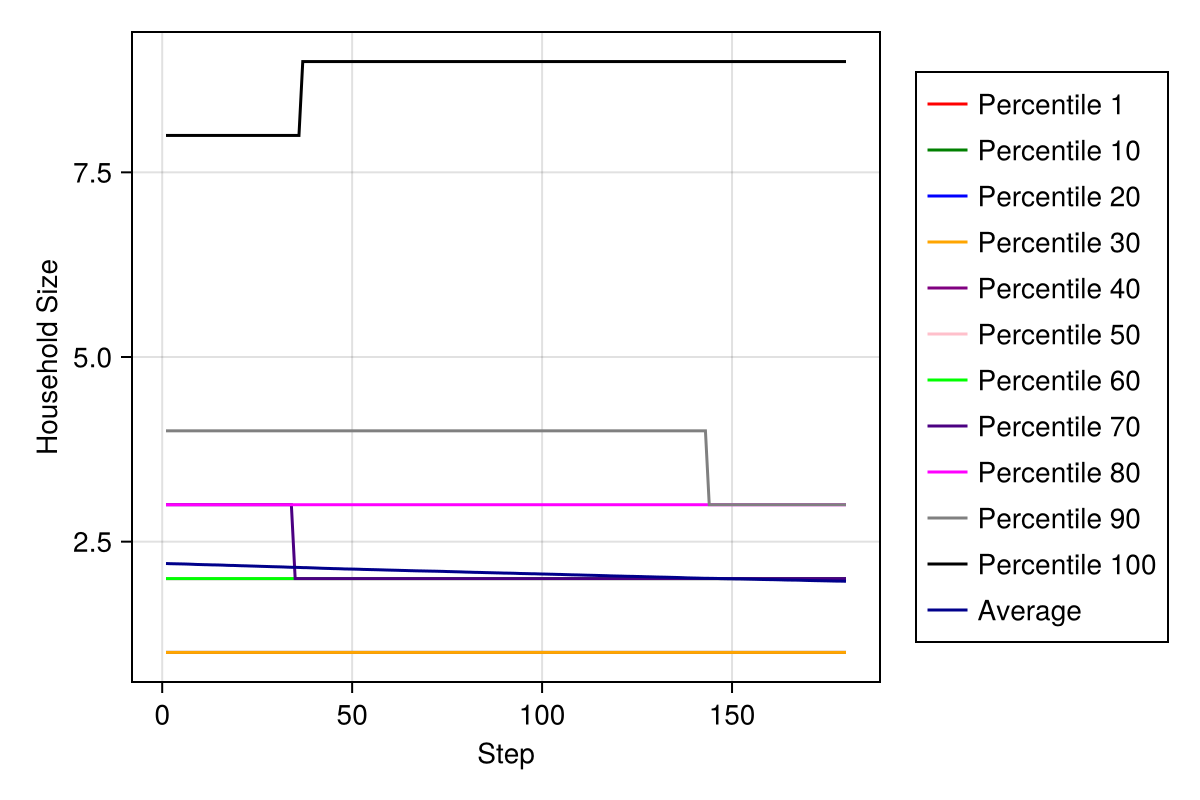 7.5
5.0
2.5
Household Size
0 50 100 150
Step
Percentile 1
Percentile 10
Percentile 20
Percentile 30
Percentile 40
Percentile 50
Percentile 60
Percentile 70
Percentile 80
Percentile 90
Percentile 100
Average